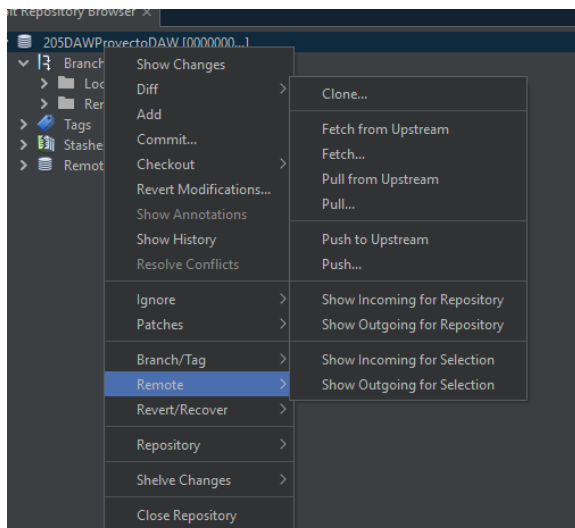 it Repository Browser ×
205DAWProyectoDAW [0000000...]
Branch
Loc
Rer
Tags
Stashe
Remot
Show Changes
Diff
Add
Commit...
Checkout
Revert Modifications...
Show Annotations
Show History
Resolve Conflicts
Ignore
Patches
Branch/Tag
Remote
Revert/Recover
Repository
Shelve Changes
Close Repository
Clone...
Fetch from Upstream
Fetch...
Pull from Upstream
Pull...
Push to Upstream
Push...
Show Incoming for Repository
Show Outgoing for Repository
Show Incoming for Selection
Show Outgoing for Selection